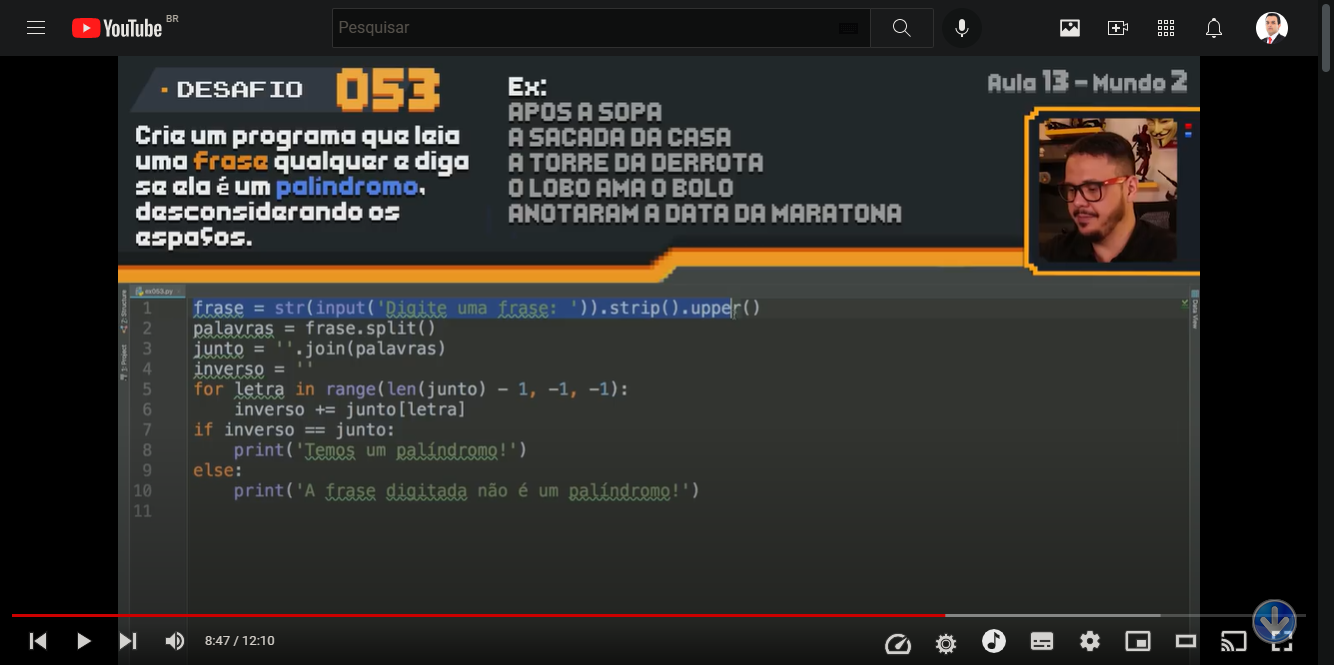 YouTube BR
Pesquisar
DESAFIO 053
Crie um programa que leia
uma frase qualquer e diga
se ela é um palíndromo,
desconsiderando os
espaços.
Ex:
APOS A SOPA
A SACADA DA CASA
A TORRE DA DERROTA
O LOBO AMA O BOLO
ANOTARAM A DATA DA MARATONA
Aula 13 – Mundo 2
ex053.py
Z: Structure
1: Project
Data View
1 frase = str(input('Digite uma frase: ')).strip().upper()
2 palavras = frase.split()
3 junto = ''.join(palavras)
4 inverso = ''
5 for letra in range(len(junto) - 1, -1, -1):
6 inverso += junto[letra]
7 if inverso == junto:
8 print('Temos um palíndromo!')
9 else:
10 print('A frase digitada não é um palíndromo!')
11
8:47 / 12:10